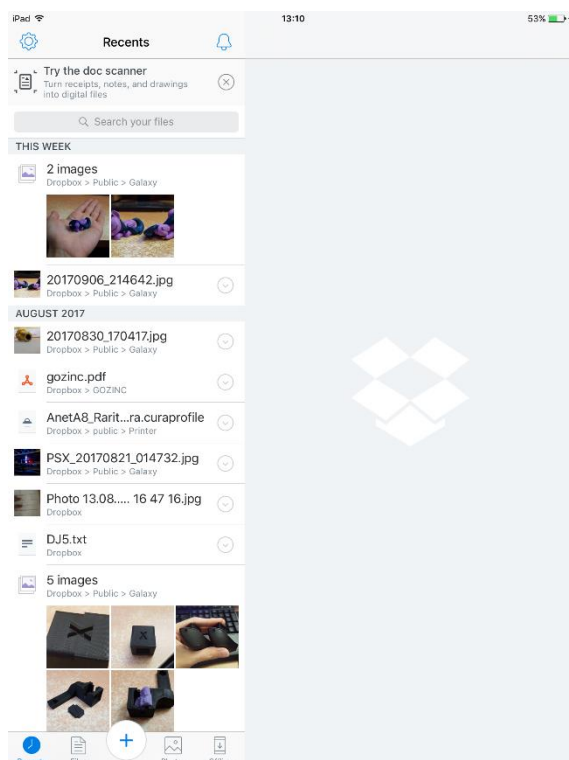 iPad 13:10 53%
Recents
Try the doc scanner
Turn receipts, notes, and drawings
into digital files
Search your files
THIS WEEK
2 images
Dropbox > Public > Galaxy
20170906_214642.jpg
Dropbox > Public > Galaxy
AUGUST 2017
20170830_170417.jpg
Dropbox > Public > Galaxy
gozinc.pdf
Dropbox > GOZINC
AnetA8_Rarit...ra.curaprofile
Dropbox > public > Printer
PSX_20170821_014732.jpg
Dropbox > Public > Galaxy
Photo 13.08..... 16 47 16.jpg
Dropbox
DJ5.txt
Dropbox
5 images
Dropbox > Public > Galaxy
X X